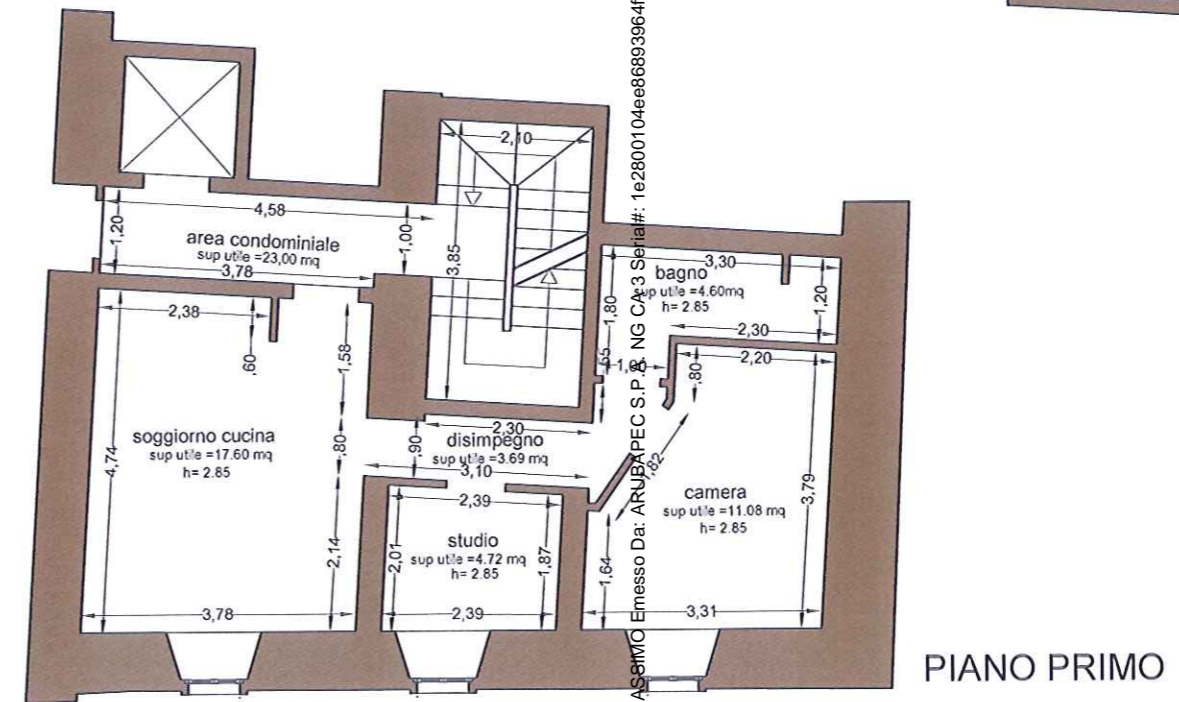 2,10
4,58
1,20
area condominiale
sup utile =23,00 mq
3,78
1,00
3,85
2,38
,60
1,58
bagno
3,30
sup utile =4.60mq
h= 2.85
1,80
1,20
2,30
,55
1,00
2,20
,80
soggiorno cucina
sup utile =17.60 mq
h= 2.85
4,74
,80
,90
2,30
disimpegno
sup utile =3.69 mq
3,10
1,82
camera
sup utile =11.08 mq
h= 2.85
3,79
2,39
studio
sup utile =4.72 mq
h= 2.85
2,01
1,87
2,14
1,64
3,78
2,39
3,31
PIANO PRIMO
ASSIMO Emesso Da: ARUBAPEC S.P.A. NG CA 3 Serial#: 1e2800104ee86893964f